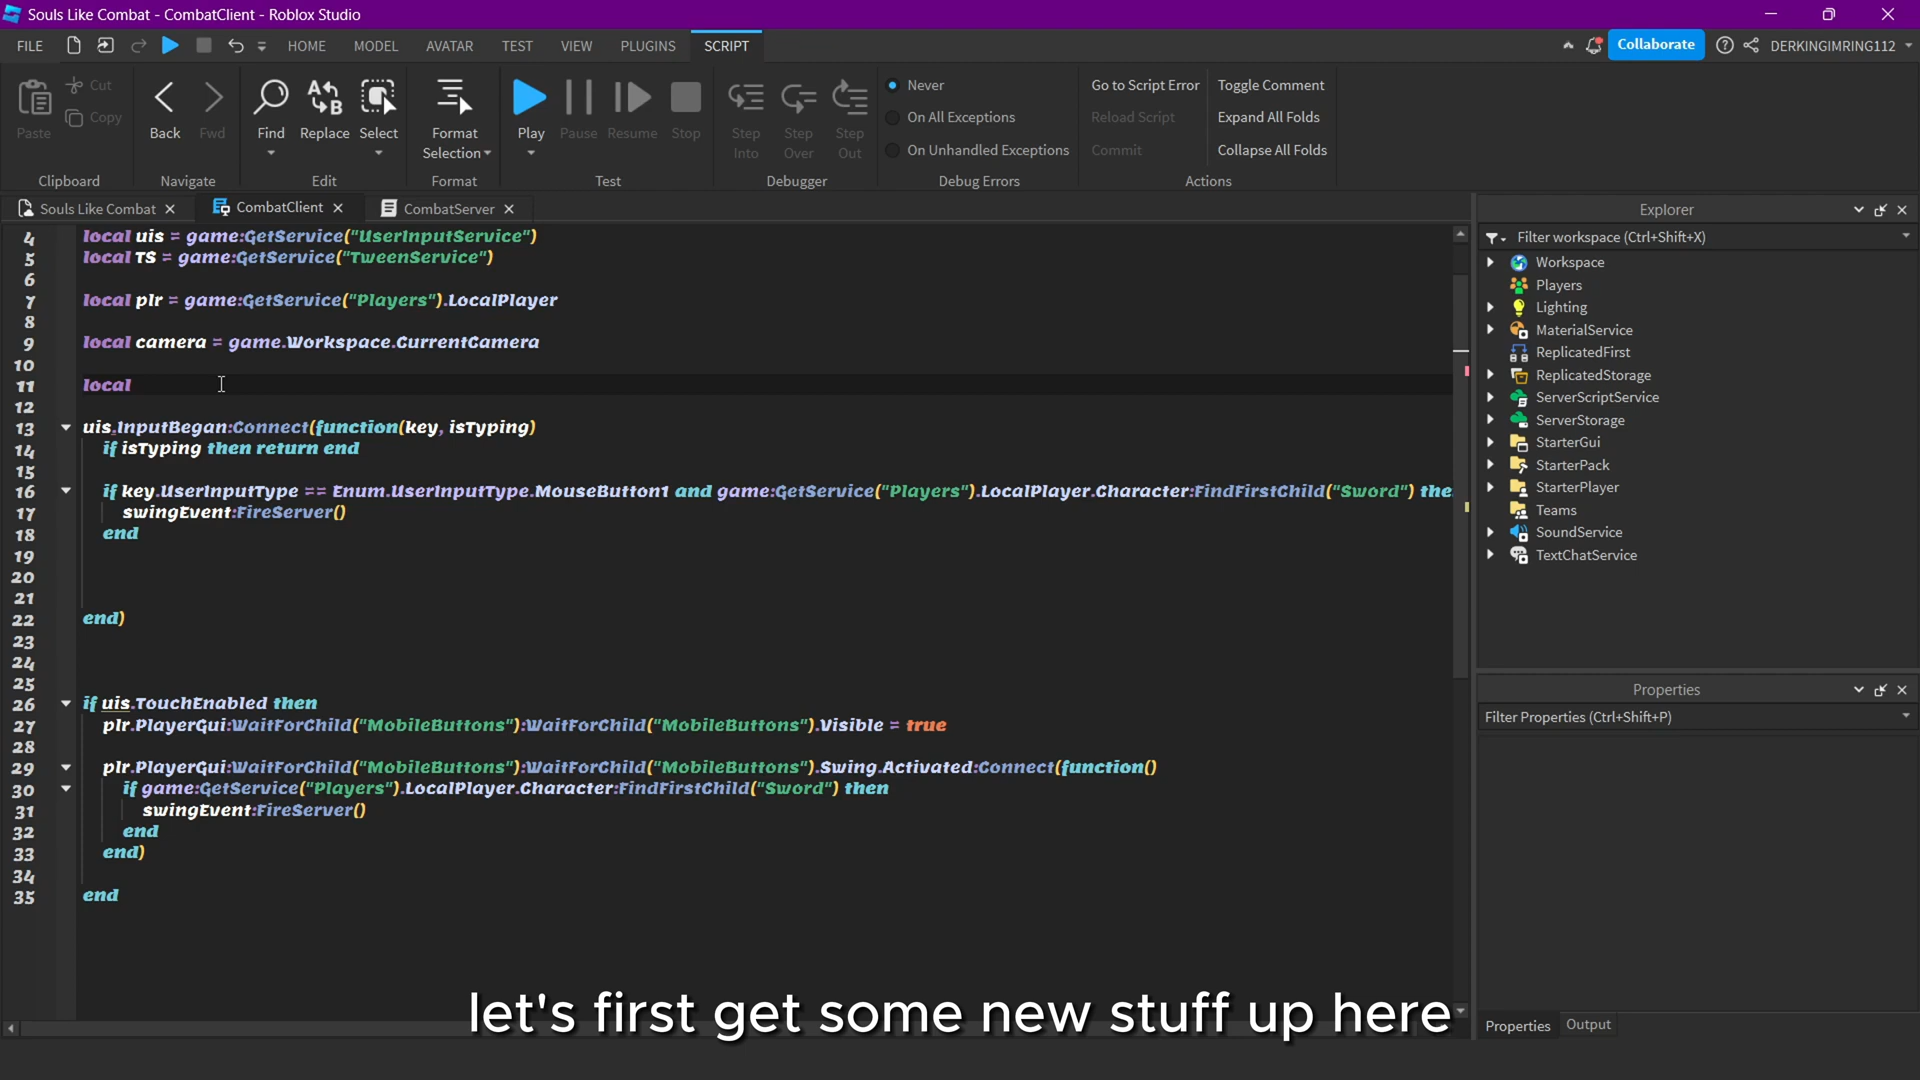 Souls Like Combat - CombatClient - Roblox Studio
FILE HOME MODEL AVATAR TEST VIEW PLUGINS SCRIPT Collaborate DERKINGIMRING112
Paste Cut Copy
Clipboard
Back Fwd
Navigate
Find Replace Select
Edit
Format Selection
Format
Play Pause Resume Stop
Test
Step Into Step Over Step Out
Debugger
Never
On All Exceptions
On Unhandled Exceptions
Debug Errors
Go to Script Error Toggle Comment
Reload Script Expand All Folds
Commit Collapse All Folds
Actions
Souls Like Combat CombatClient CombatServer
4 local uis = game:GetService("UserInputService")
5 local TS = game:GetService("TweenService")
6
7 local plr = game:GetService("Players").LocalPlayer
8
9 local camera = game.Workspace.CurrentCamera
10
11 local
12
13 uis.InputBegan:Connect(function(key, isTyping)
14 if isTyping then return end
15
16 if key.UserInputType == Enum.UserInputType.MouseButton1 and game:GetService("Players").LocalPlayer.Character:FindFirstChild("Sword") the
17 swingEvent:FireServer()
18 end
19
20
21
22 end)
23
24
25
26 if uis.TouchEnabled then
27 plr.PlayerGui:WaitForChild("MobileButtons"):WaitForChild("MobileButtons").Visible = true
28
29 plr.PlayerGui:WaitForChild("MobileButtons"):WaitForChild("MobileButtons").Swing.Activated:Connect(function()
30 if game:GetService("Players").LocalPlayer.Character:FindFirstChild("Sword") then
31 swingEvent:FireServer()
32 end
33 end)
34
35 end
Explorer
Filter workspace (Ctrl+Shift+X)
Workspace
Players
Lighting
MaterialService
ReplicatedFirst
ReplicatedStorage
ServerScriptService
ServerStorage
StarterGui
StarterPack
StarterPlayer
Teams
SoundService
TextChatService
Properties
Filter Properties (Ctrl+Shift+P)
Properties Output
let's first get some new stuff up here